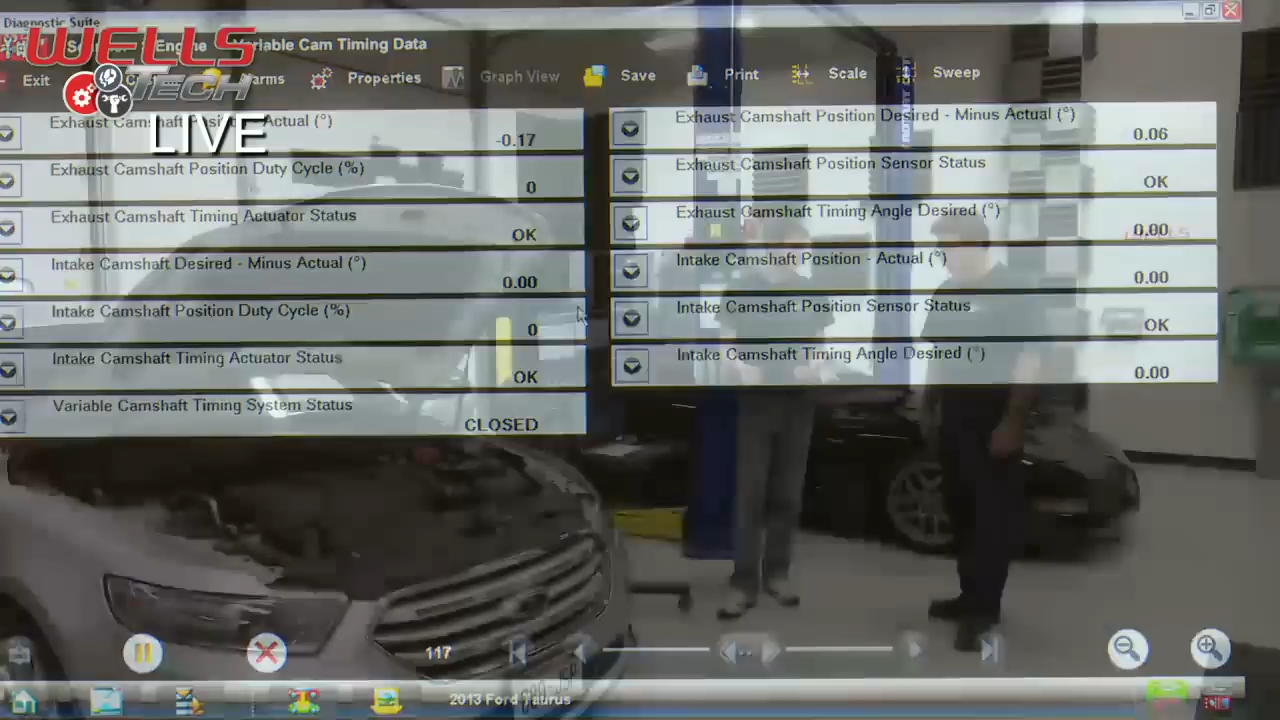 Diagnostic Suite
WELLS
TECH
LIVE
Engine
Variable Cam Timing Data
Exit
Alarms
Properties
Graph View
Save
Print
Scale
Sweep
Actual (°)
-0.17
Exhaust Camshaft Position Desired - Minus Actual (°)
0.06
Exhaust Camshaft Position Duty Cycle (%)
0
Exhaust Camshaft Position Sensor Status
OK
Exhaust Camshaft Timing Actuator Status
OK
Exhaust Camshaft Timing Angle Desired (°)
0.00
Intake Camshaft Desired - Minus Actual (°)
0.00
Intake Camshaft Position - Actual (°)
0.00
Intake Camshaft Position Duty Cycle (%)
0
Intake Camshaft Position Sensor Status
OK
Intake Camshaft Timing Actuator Status
OK
Intake Camshaft Timing Angle Desired (°)
0.00
Variable Camshaft Timing System Status
CLOSED
117
2013 Ford Taurus